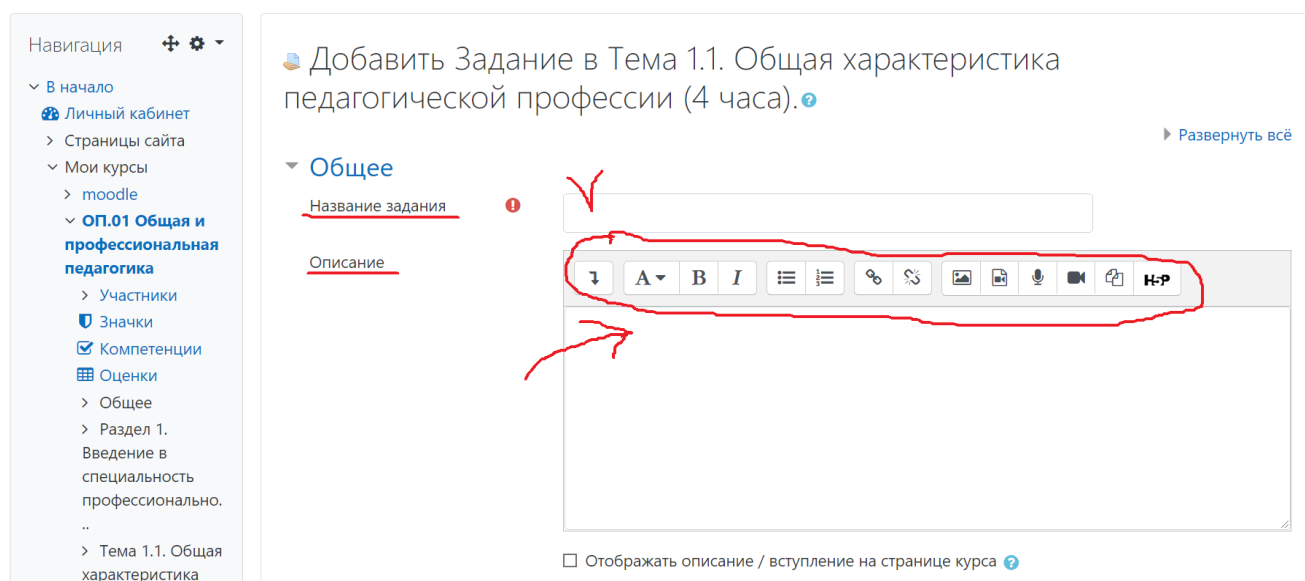 Навигация
В начало
Личный кабинет
Страницы сайта
Мои курсы
moodle
ОП.01 Общая и
профессиональная
педагогика
Участники
Значки
Компетенции
Оценки
Общее
Раздел 1.
Введение в
специальность
профессионально.
..
Тема 1.1. Общая
характеристика
Добавить Задание в Тема 1.1. Общая характеристика
педагогической профессии (4 часа).
Развернуть всё
Общее
Название задания
Описание
A B I H5P
Отображать описание / вступление на странице курса